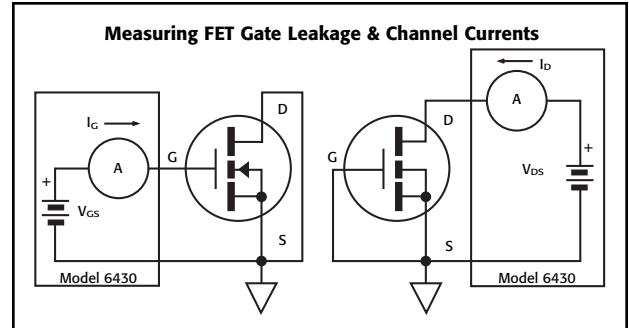 Measuring FET Gate Leakage & Channel Currents
IG
A
+
VGS
G
D
S
Model 6430
ID
A
+
VDS
G
D
S
Model 6430